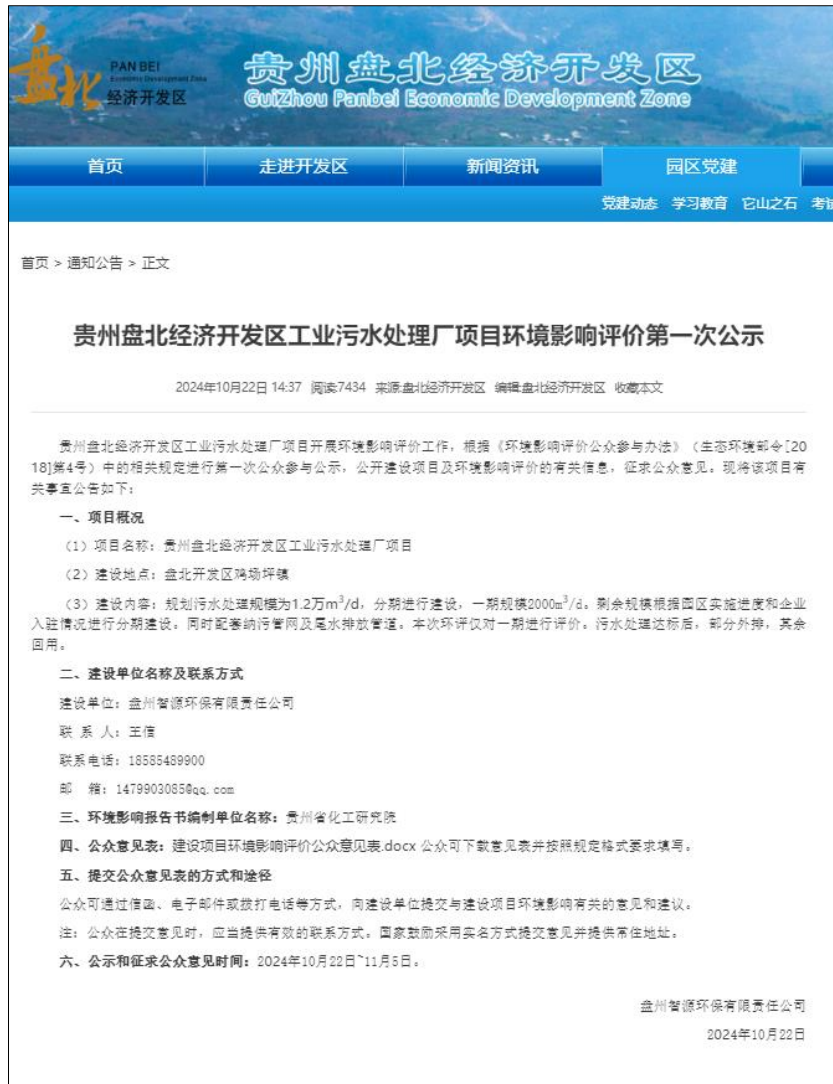 盘北
PAN BEI
Economic Development Zone
经济开发区
贵州盘北经济开发区
GuiZhou Panbei Economic Development Zone
首页 走进开发区 新闻资讯 园区党建
党建动态 学习教育 它山之石 考试
首页 > 通知公告 > 正文
贵州盘北经济开发区工业污水处理厂项目环境影响评价第一次公示
2024年10月22日 14:37 阅读:7434 来源:盘北经济开发区 编辑:盘北经济开发区 收藏本文
贵州盘北经济开发区工业污水处理厂项目开展环境影响评价工作，根据《环境影响评价公众参与办法》（生态环境部令[20
18]第4号）中的相关规定进行第一次公众参与公示，公开建设项目及环境影响评价的有关信息，征求公众意见。现将该项目有
关事宜公告如下：
一、项目概况
（1）项目名称：贵州盘北经济开发区工业污水处理厂项目
（2）建设地点：盘北开发区鸡场坪镇
（3）建设内容：规划污水处理规模为1.2万m³/d，分期进行建设，一期规模2000m³/d。剩余规模根据园区实施进度和企业
入驻情况进行分期建设。同时配套纳污管网及尾水排放管道。本次环评仅对一期进行评价。污水处理达标后，部分外排，其余
回用。
二、建设单位名称及联系方式
建设单位：盘州智源环保有限责任公司
联 系 人：王信
联系电话：18585489900
邮 箱：1479903085@qq.com
三、环境影响报告书编制单位名称：贵州省化工研究院
四、公众意见表：建设项目环境影响评价公众意见表.docx 公众可下载意见表并按照规定格式要求填写。
五、提交公众意见表的方式和途径
公众可通过信函、电子邮件或拨打电话等方式，向建设单位提交与建设项目环境影响有关的意见和建议。
注：公众在提交意见时，应当提供有效的联系方式。国家鼓励采用实名方式提交意见并提供常住地址。
六、公示和征求公众意见时间：2024年10月22日~11月5日。
盘州智源环保有限责任公司
2024年10月22日